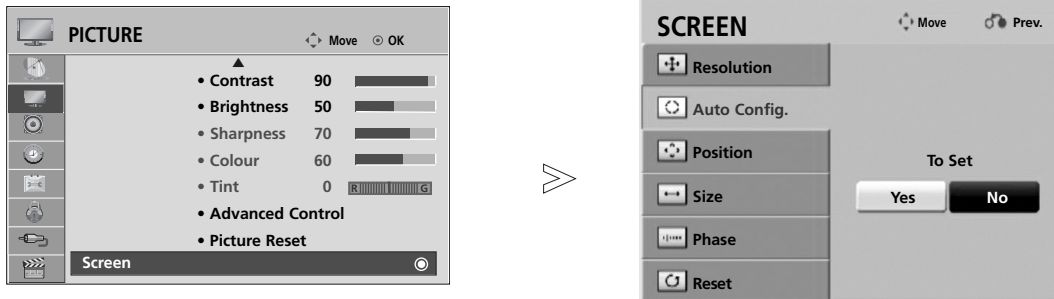 PICTURE
Move OK
• Contrast 90
• Brightness 50
• Sharpness 70
• Colour 60
• Tint 0 R G
• Advanced Control
• Picture Reset
Screen
SCREEN
Move Prev.
Resolution
Auto Config.
Position
Size
Phase
Reset
To Set
Yes No